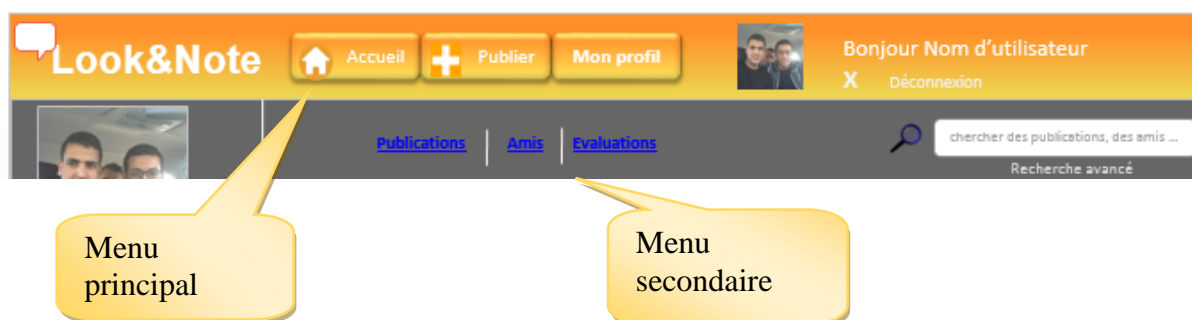 Look&Note
Accueil
Publier
Mon profil
Bonjour Nom d'utilisateur
X Déconnexion
Publications
Amis
Evaluations
chercher des publications, des amis ...
Recherche avancé
Menu
principal
Menu
secondaire